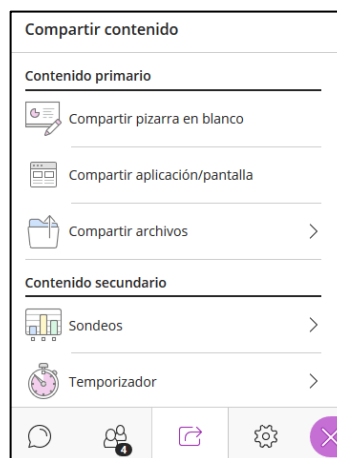 Compartir contenido
Contenido primario
Compartir pizarra en blanco
Compartir aplicación/pantalla
Compartir archivos
Contenido secundario
Sondeos
Temporizador
4